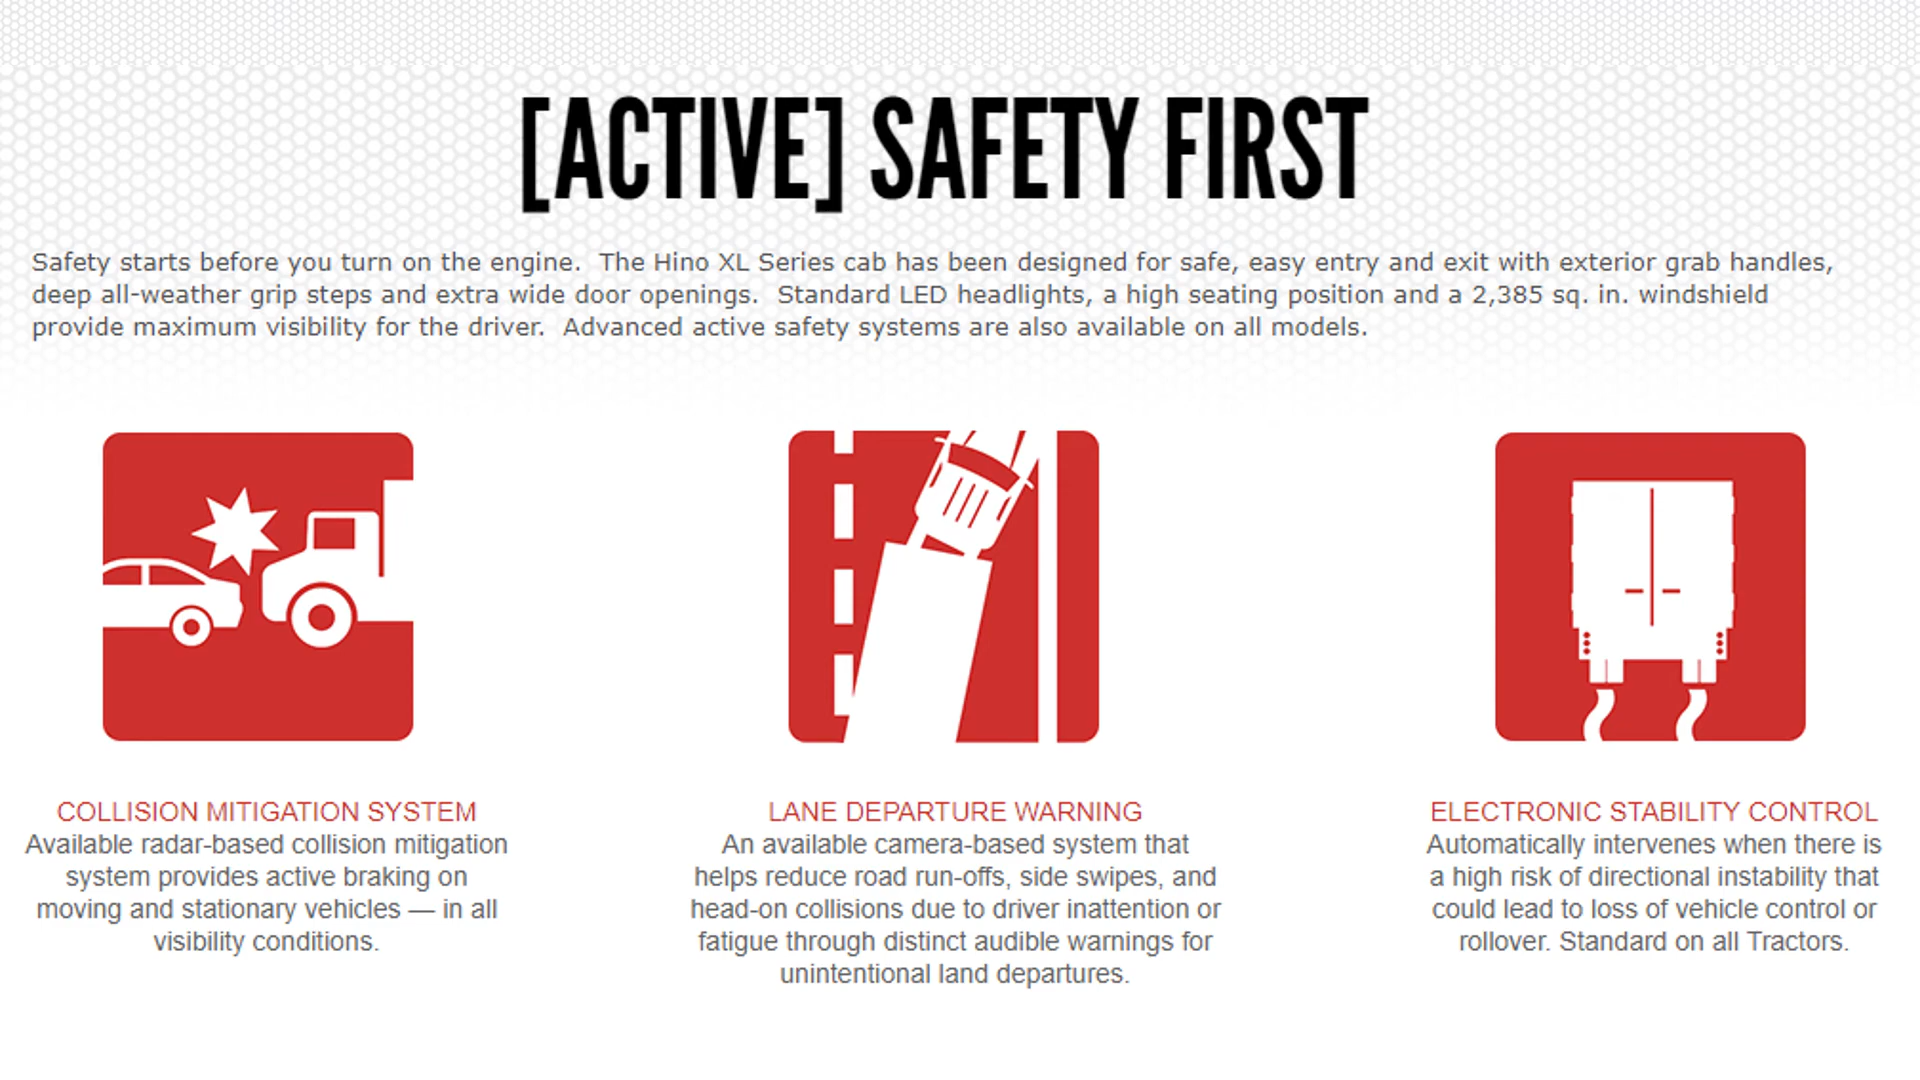 [ACTIVE] SAFETY FIRST
Safety starts before you turn on the engine.  The Hino XL Series cab has been designed for safe, easy entry and exit with exterior grab handles,
deep all-weather grip steps and extra wide door openings.  Standard LED headlights, a high seating position and a 2,385 sq. in. windshield
provide maximum visibility for the driver.  Advanced active safety systems are also available on all models.
COLLISION MITIGATION SYSTEM
Available radar-based collision mitigation
system provides active braking on
moving and stationary vehicles — in all
visibility conditions.
LANE DEPARTURE WARNING
An available camera-based system that
helps reduce road run-offs, side swipes, and
head-on collisions due to driver inattention or
fatigue through distinct audible warnings for
unintentional land departures.
ELECTRONIC STABILITY CONTROL
Automatically intervenes when there is
a high risk of directional instability that
could lead to loss of vehicle control or
rollover. Standard on all Tractors.